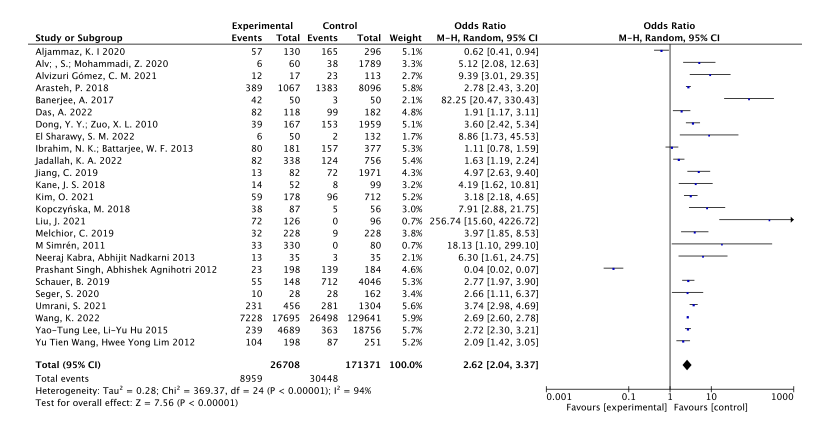 Experimental Control Odds Ratio Odds Ratio
Study or Subgroup Events Total Events Total Weight M-H, Random, 95% CI M-H, Random, 95% CI
Aljammaz, K. I 2020 57 130 165 296 5.1% 0.62 [0.41, 0.94]
Alv; , S.; Mohammadi, Z. 2020 6 60 38 1789 3.3% 5.12 [2.08, 12.63]
Alvizuri Gómez, C. M. 2021 12 17 23 113 2.6% 9.39 [3.01, 29.35]
Arasteh, P. 2018 389 1067 1383 8096 5.6% 2.78 [2.43, 3.20]
Banerjee, A. 2017 42 50 3 50 2.1% 82.25 [20.47, 330.43]
Das, A. 2022 82 118 99 182 4.8% 1.91 [1.17, 3.11]
Dong, Y. Y.; Zuo, X. L. 2010 39 167 153 1959 5.1% 3.60 [2.42, 5.34]
El Sharawy, S. M. 2022 6 50 2 132 1.7% 8.86 [1.73, 45.53]
Ibrahim, N. K.; Battarjee, W. F. 2013 80 181 157 377 5.2% 1.11 [0.78, 1.59]
Jadallah, K. A. 2022 82 338 124 756 5.3% 1.63 [1.19, 2.24]
Jiang, C. 2019 13 82 72 1971 4.2% 4.97 [2.63, 9.40]
Kane, J. S. 2018 14 52 8 99 3.1% 4.19 [1.62, 10.81]
Kim, O. 2021 59 178 96 712 5.2% 3.18 [2.18, 4.65]
Kopczyńska, M. 2018 38 87 5 56 2.9% 7.91 [2.88, 21.75]
Liu, J. 2021 72 126 0 96 0.7% 256.74 [15.60, 4226.72]
Melchior, C. 2019 32 228 9 228 3.8% 3.97 [1.85, 8.53]
M Simrén, 2011 33 330 0 80 0.7% 18.13 [1.10, 299.10]
Neeraj Kabra, Abhijit Nadkarni 2013 13 35 3 35 2.1% 6.30 [1.61, 24.75]
Prashant Singh, Abhishek Agnihotri 2012 23 198 139 184 4.6% 0.04 [0.02, 0.07]
Schauer, B. 2019 55 148 712 4046 5.3% 2.77 [1.97, 3.90]
Seger, S. 2020 10 28 28 162 3.4% 2.66 [1.11, 6.37]
Umrani, S. 2021 231 456 281 1304 5.5% 3.74 [2.98, 4.69]
Wang, K. 2022 7228 17695 26498 129641 5.7% 2.69 [2.60, 2.78]
Yao-Tung Lee, Li-Yu Hu 2015 239 4689 363 18756 5.6% 2.72 [2.30, 3.21]
Yu Tien Wang, Hwee Yong Lim 2012 104 198 87 251 5.2% 2.09 [1.42, 3.05]
Total (95% CI) 26708 171371 100.0% 2.62 [2.04, 3.37]
Total events 8959 30448
Heterogeneity: Tau² = 0.28; Chi² = 369.37, df = 24 (P < 0.00001); I² = 94%
Test for overall effect: Z = 7.56 (P < 0.00001)
0.001 0.1 1 10 1000
Favours [experimental] Favours [control]